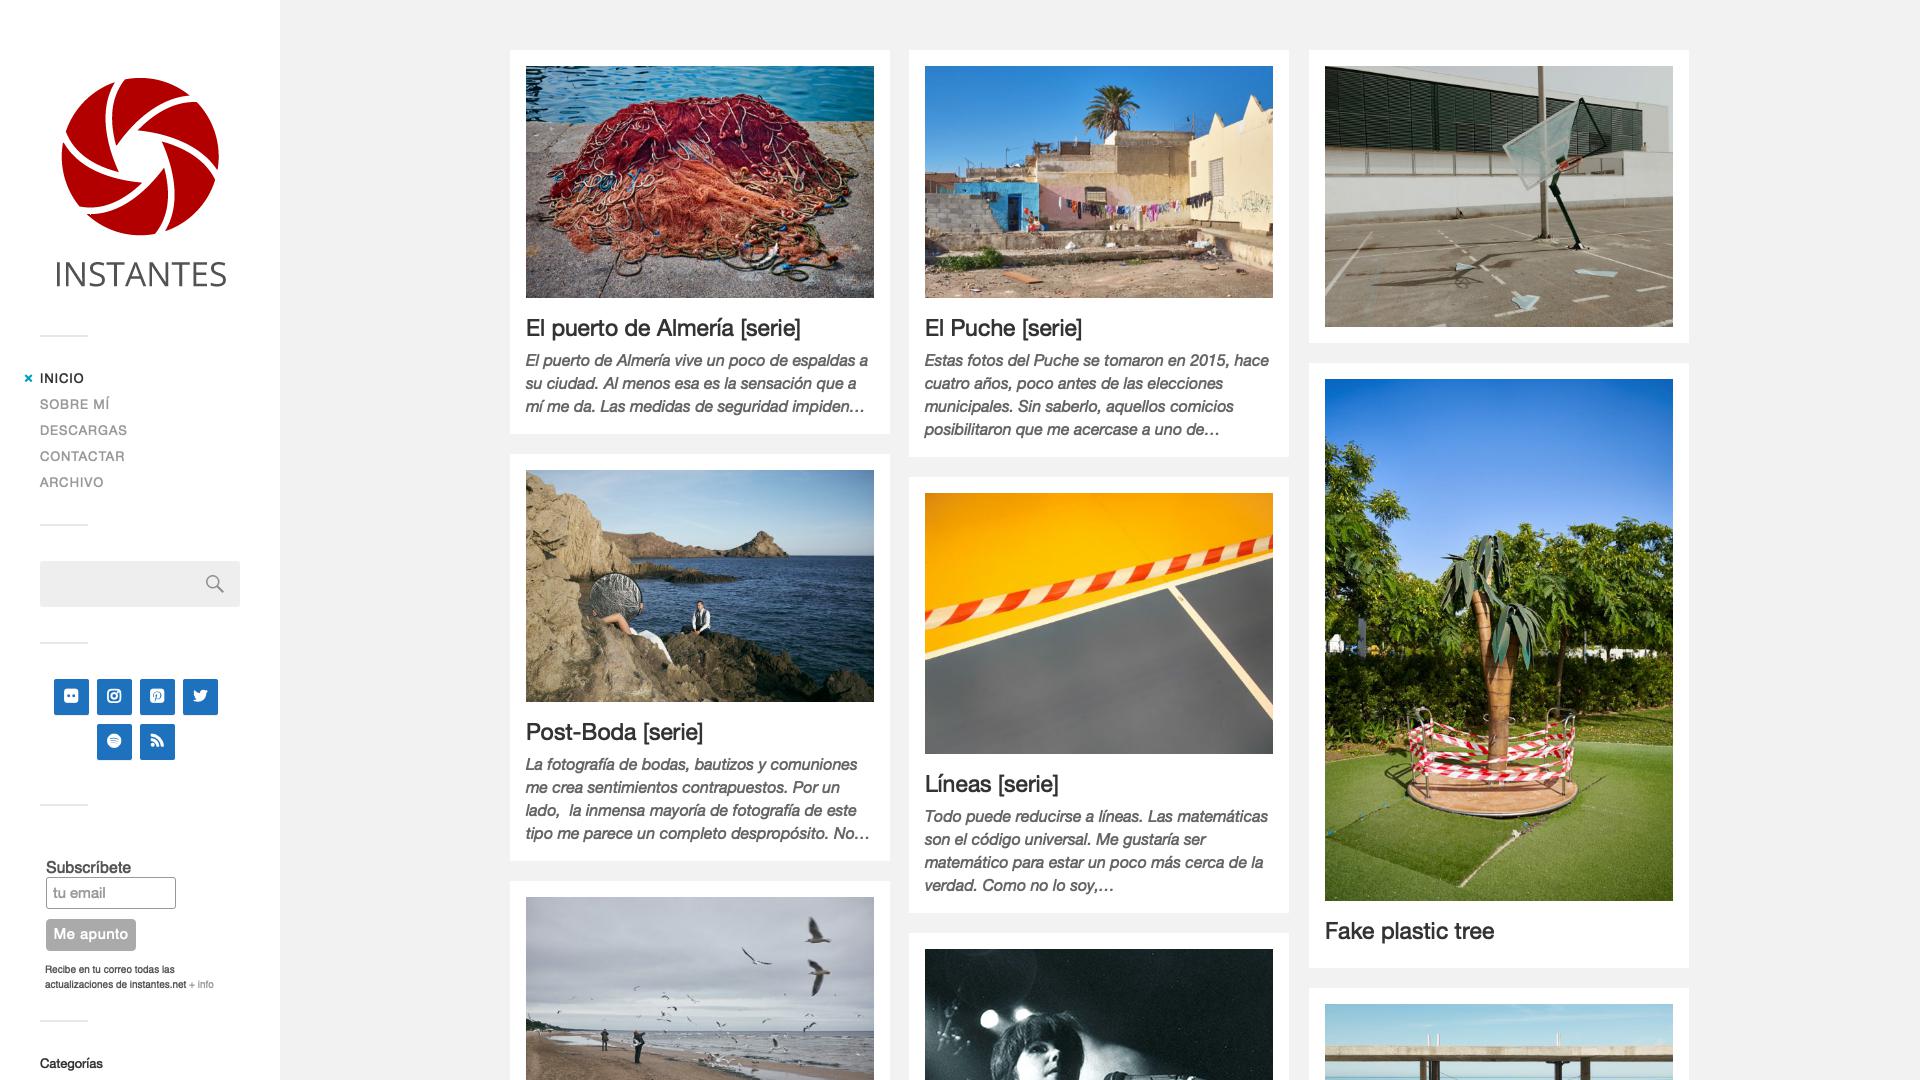 INSTANTES
INICIO
SOBRE MÍ
DESCARGAS
CONTACTAR
ARCHIVO
Subscríbete
tu email
Me apunto
Recibe en tu correo todas las
actualizaciones de instantes.net + info
Categorías
El puerto de Almería [serie]
El puerto de Almería vive un poco de espaldas a
su ciudad. Al menos esa es la sensación que a
mí me da. Las medidas de seguridad impiden…
Post-Boda [serie]
La fotografía de bodas, bautizos y comuniones
me crea sentimientos contrapuestos. Por un
lado,  la inmensa mayoría de fotografía de este
tipo me parece un completo despropósito. No…
El Puche [serie]
Estas fotos del Puche se tomaron en 2015, hace
cuatro años, poco antes de las elecciones
municipales. Sin saberlo, aquellos comicios
posibilitaron que me acercase a uno de…
Líneas [serie]
Todo puede reducirse a líneas. Las matemáticas
son el código universal. Me gustaría ser
matemático para estar un poco más cerca de la
verdad. Como no lo soy,…
Fake plastic tree